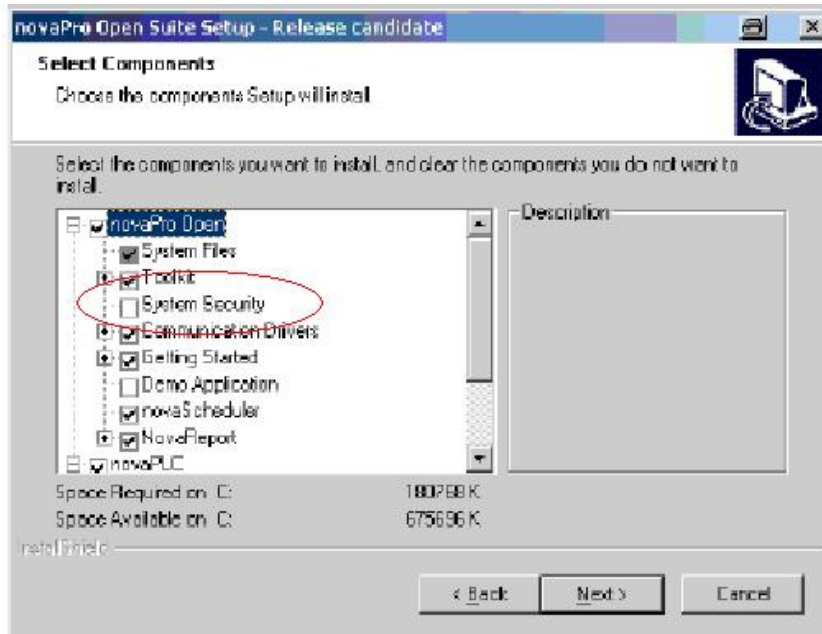 novaPro Open Suite Setup - Release candidate
Select Components
Choose the components Setup will install.
Select the components you want to install, and clear the components you do not want to
install.
Description
novaPro Open
System Files
Toolkit
System Security
Communication Drivers
Getting Started
Demo Application
novaScheduler
NovaReport
novaPLC
Space Required on C: 180768 K
Space Available on C: 675696 K
InstallShield
< Back
Next >
Cancel